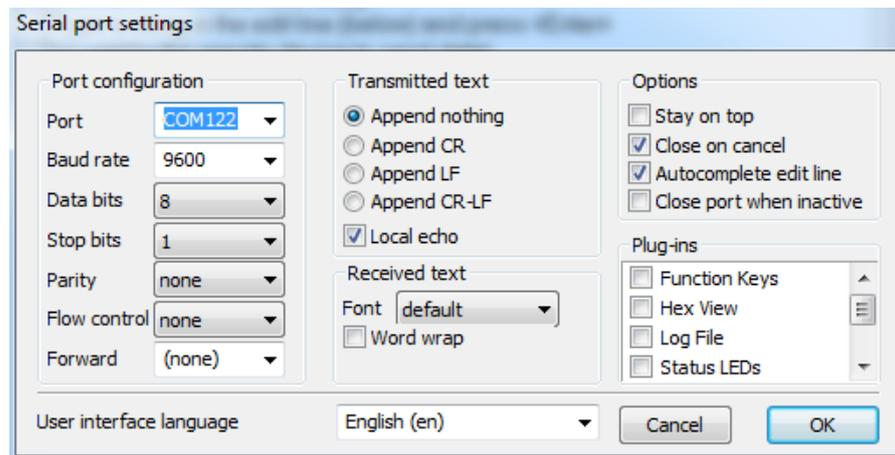 Serial port settings
Port configuration
Port COM122
Baud rate 9600
Data bits 8
Stop bits 1
Parity none
Flow control none
Forward (none)
Transmitted text
Append nothing
Append CR
Append LF
Append CR-LF
Local echo
Received text
Font default
Word wrap
Options
Stay on top
Close on cancel
Autocomplete edit line
Close port when inactive
Plug-ins
Function Keys
Hex View
Log File
Status LEDs
User interface language English (en)
Cancel OK